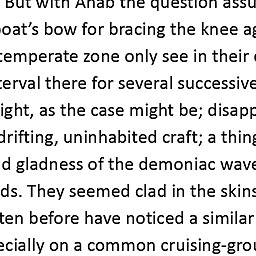 But with Ahab the question assu
boat's bow for bracing the knee ag
temperate zone only see in their
terval there for several successive
ight, as the case might be; disapp
drifting, uninhabited craft; a thing
d gladness of the demoniac wave
ds. They seemed clad in the skins
ten before have noticed a similar
ecially on a common cruising-grou